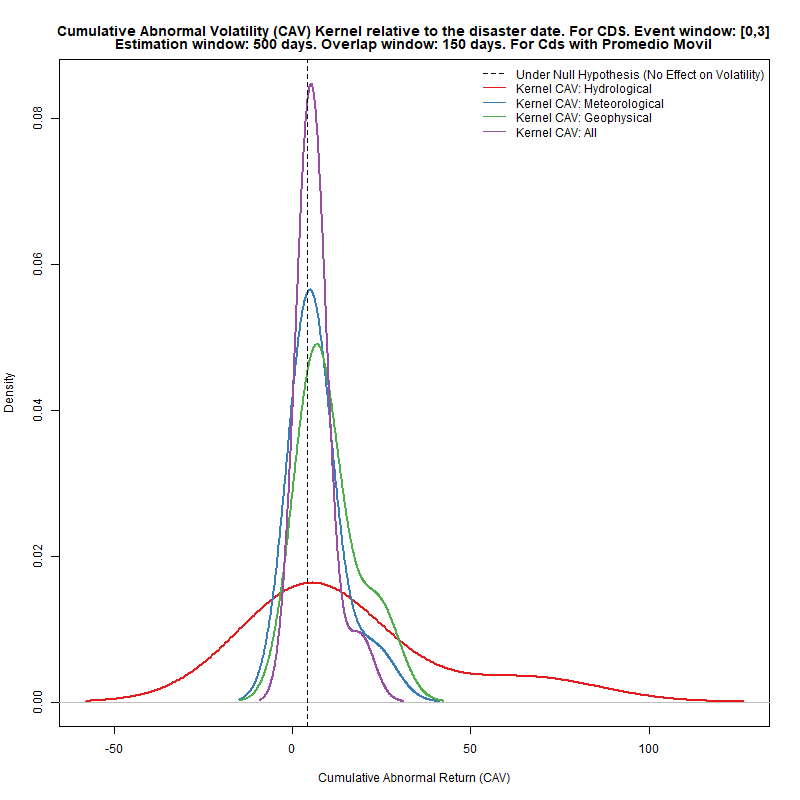 Cumulative Abnormal Volatility (CAV) Kernel relative to the disaster date. For CDS. Event window: [0,3]
Estimation window: 500 days. Overlap window: 150 days. For Cds with Promedio Movil
Under Null Hypothesis (No Effect on Volatility)
Kernel CAV: Hydrological
Kernel CAV: Meteorological
Kernel CAV: Geophysical
Kernel CAV: All
Density
0.08
0.06
0.04
0.02
0.00
-50
0
50
100
Cumulative Abnormal Return (CAV)